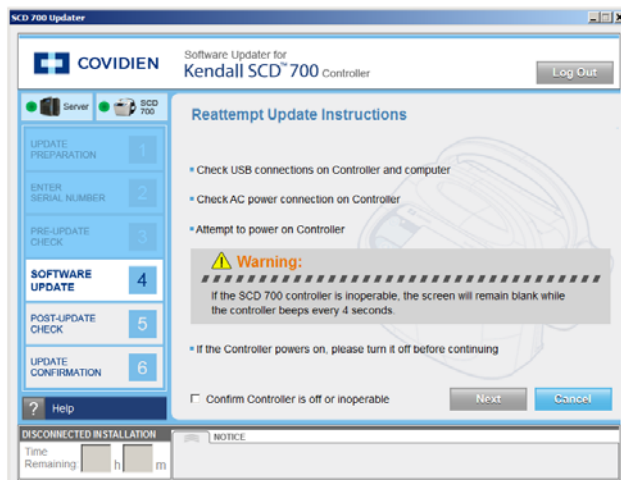 SCD 700 Updater
COVIDIEN
Software Updater for
Kendall SCD™ 700 Controller
Log Out
Server
SCD
700
UPDATE
PREPARATION
1
ENTER
SERIAL NUMBER
2
PRE-UPDATE
CHECK
3
SOFTWARE
UPDATE
4
POST-UPDATE
CHECK
5
UPDATE
CONFIRMATION
6
? Help
Reattempt Update Instructions
Check USB connections on Controller and computer
Check AC power connection on Controller
Attempt to power on Controller
Warning:
If the SCD 700 controller is inoperable, the screen will remain blank while
the controller beeps every 4 seconds.
If the Controller powers on, please turn it off before continuing
Confirm Controller is off or inoperable
Next
Cancel
DISCONNECTED INSTALLATION
Time
Remaining: h m
NOTICE